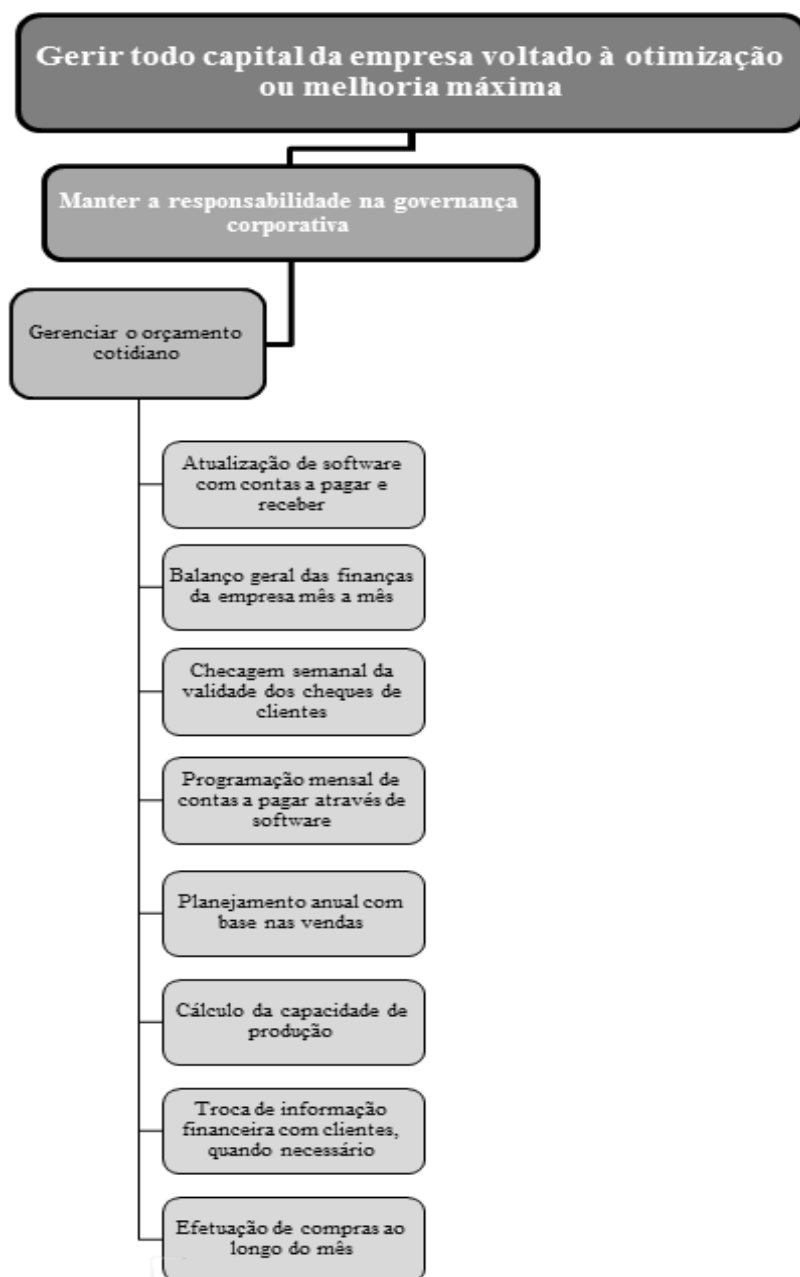 Gerir todo capital da empresa voltado à otimização
ou melhoria máxima
Manter a responsabilidade na governança
corporativa
Gerenciar o orçamento
cotidiano
Atualização de software
com contas a pagar e
receber
Balanço geral das finanças
da empresa mês a mês
Checagem semanal da
validade dos cheques de
clientes
Programação mensal de
contas a pagar através de
software
Planejamento anual com
base nas vendas
Cálculo da capacidade de
produção
Troca de informação
financeira com clientes,
quando necessário
Efetuação de compras ao
longo do mês